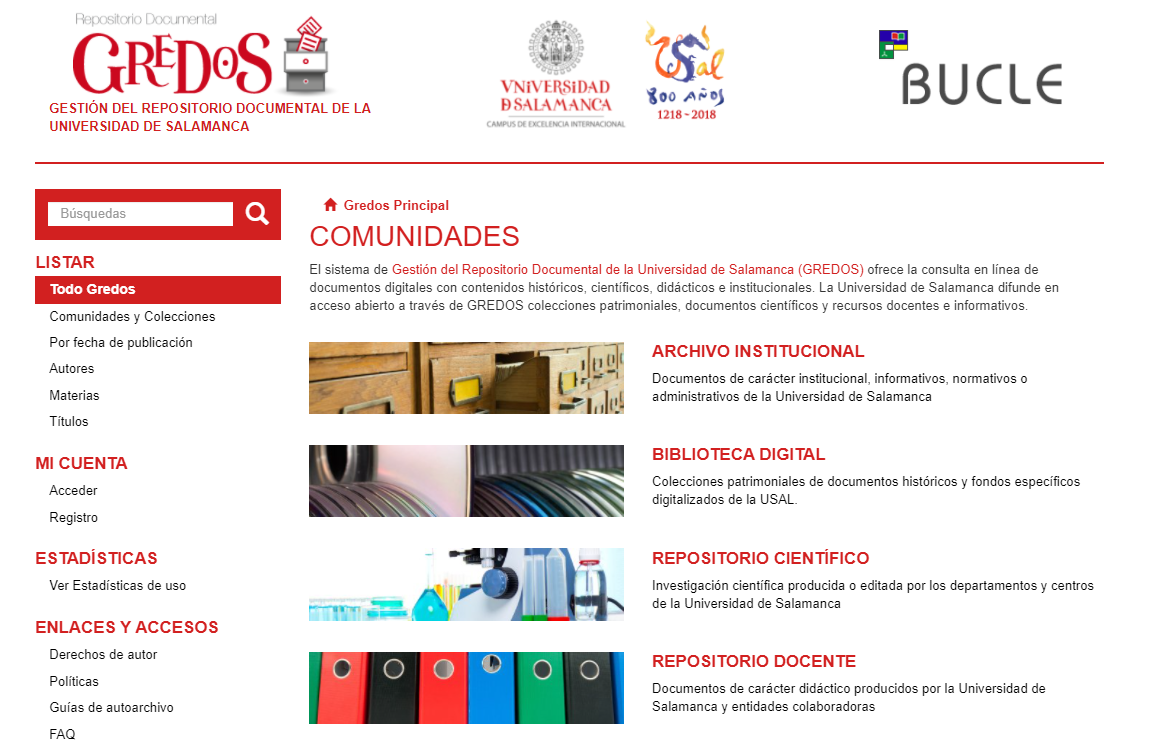 Repositorio Documental
GREDOS
GESTIÓN DEL REPOSITORIO DOCUMENTAL DE LA
UNIVERSIDAD DE SALAMANCA
VNiVERSiDAD
D SALAMANCA
CAMPUS DE EXCELENCIA INTERNACIONAL
USal
800 AÑOS
1218 ~ 2018
BUCLE
Búsquedas
LISTAR
Todo Gredos
Comunidades y Colecciones
Por fecha de publicación
Autores
Materias
Títulos
MI CUENTA
Acceder
Registro
ESTADÍSTICAS
Ver Estadísticas de uso
ENLACES Y ACCESOS
Derechos de autor
Políticas
Guías de autoarchivo
FAQ
Gredos Principal
COMUNIDADES
El sistema de Gestión del Repositorio Documental de la Universidad de Salamanca (GREDOS) ofrece la consulta en línea de
documentos digitales con contenidos históricos, científicos, didácticos e institucionales. La Universidad de Salamanca difunde en
acceso abierto a través de GREDOS colecciones patrimoniales, documentos científicos y recursos docentes e informativos.
ARCHIVO INSTITUCIONAL
Documentos de carácter institucional, informativos, normativos o
administrativos de la Universidad de Salamanca
BIBLIOTECA DIGITAL
Colecciones patrimoniales de documentos históricos y fondos específicos
digitalizados de la USAL.
REPOSITORIO CIENTÍFICO
Investigación científica producida o editada por los departamentos y centros
de la Universidad de Salamanca
REPOSITORIO DOCENTE
Documentos de carácter didáctico producidos por la Universidad de
Salamanca y entidades colaboradoras